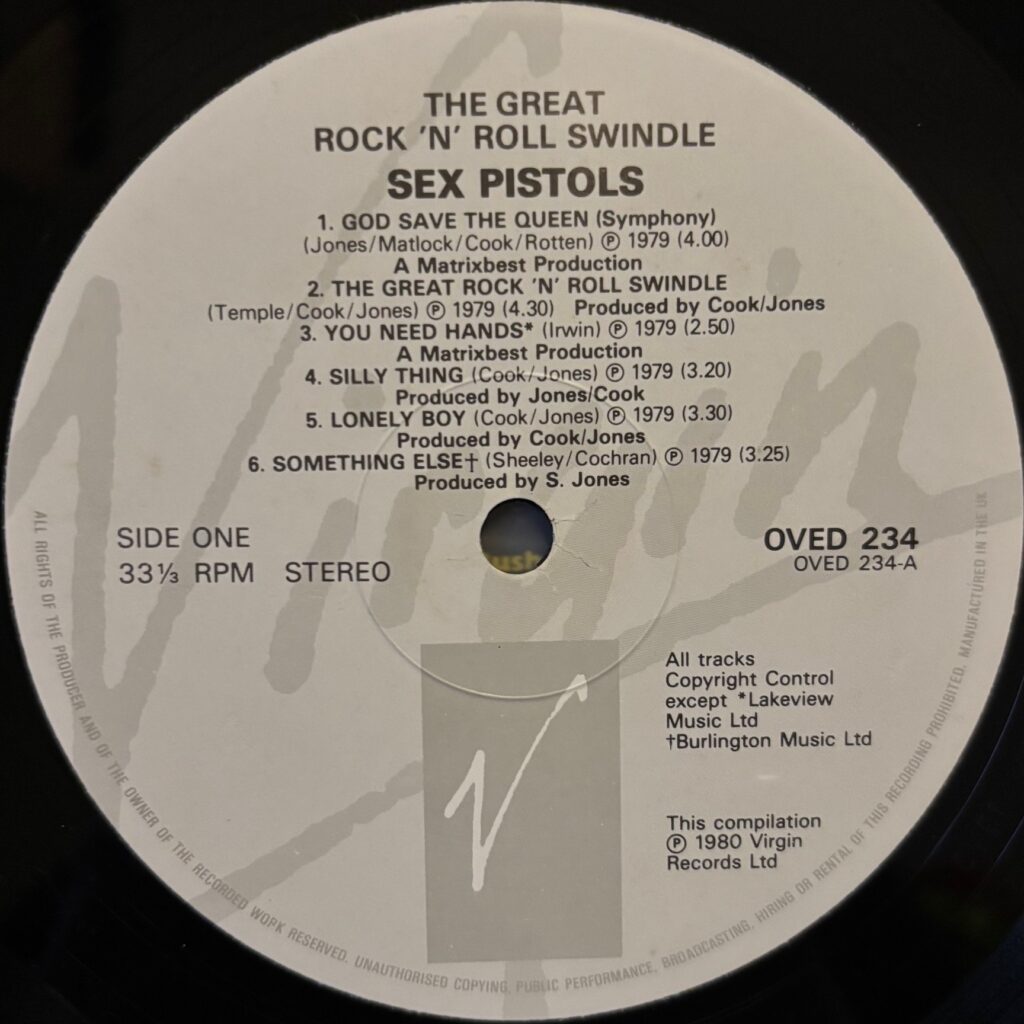 THE GREAT
ROCK 'N' ROLL SWINDLE
SEX PISTOLS
1. GOD SAVE THE QUEEN (Symphony)
(Jones/Matlock/Cook/Rotten) ℗ 1979 (4.00)
A Matrixbest Production
2. THE GREAT ROCK 'N' ROLL SWINDLE
(Temple/Cook/Jones) ℗ 1979 (4.30) Produced by Cook/Jones
3. YOU NEED HANDS* (Irwin) ℗ 1979 (2.50)
A Matrixbest Production
4. SILLY THING (Cook/Jones) ℗ 1979 (3.20)
Produced by Jones/Cook
5. LONELY BOY (Cook/Jones) ℗ 1979 (3.30)
Produced by Cook/Jones
6. SOMETHING ELSE† (Sheeley/Cochran) ℗ 1979 (3.25)
Produced by S. Jones
SIDE ONE
33⅓ RPM STEREO
OVED 234
OVED 234-A
Virgin
All tracks
Copyright Control
except *Lakeview
Music Ltd
†Burlington Music Ltd
This compilation
℗ 1980 Virgin
Records Ltd
V
ALL RIGHTS OF THE PRODUCER AND OF THE OWNER OF THE RECORDED WORK RESERVED. UNAUTHORISED COPYING, PUBLIC PERFORMANCE, BROADCASTING, HIRING OR RENTAL OF THIS RECORDING PROHIBITED. MANUFACTURED IN THE UK